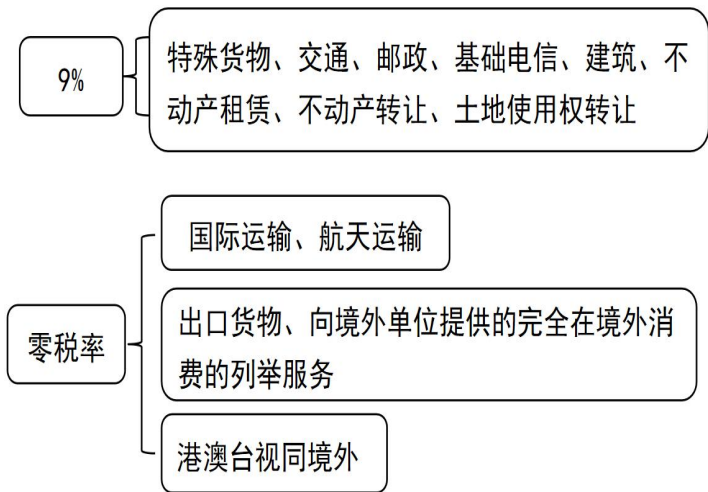 9%
特殊货物、交通、邮政、基础电信、建筑、不
动产租赁、不动产转让、土地使用权转让
零税率
国际运输、航天运输
出口货物、向境外单位提供的完全在境外消
费的列举服务
港澳台视同境外